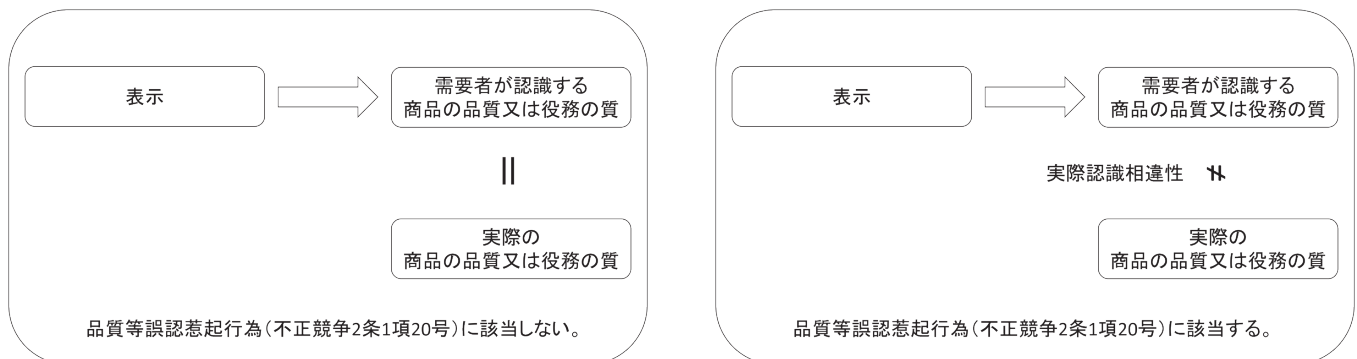 表示
需要者が認識する
商品の品質又は役務の質
||
実際の
商品の品質又は役務の質
品質等誤認惹起行為(不正競争2条1項20号)に該当しない。
表示
需要者が認識する
商品の品質又は役務の質
実際認識相違性 ≠
実際の
商品の品質又は役務の質
品質等誤認惹起行為(不正競争2条1項20号)に該当する。